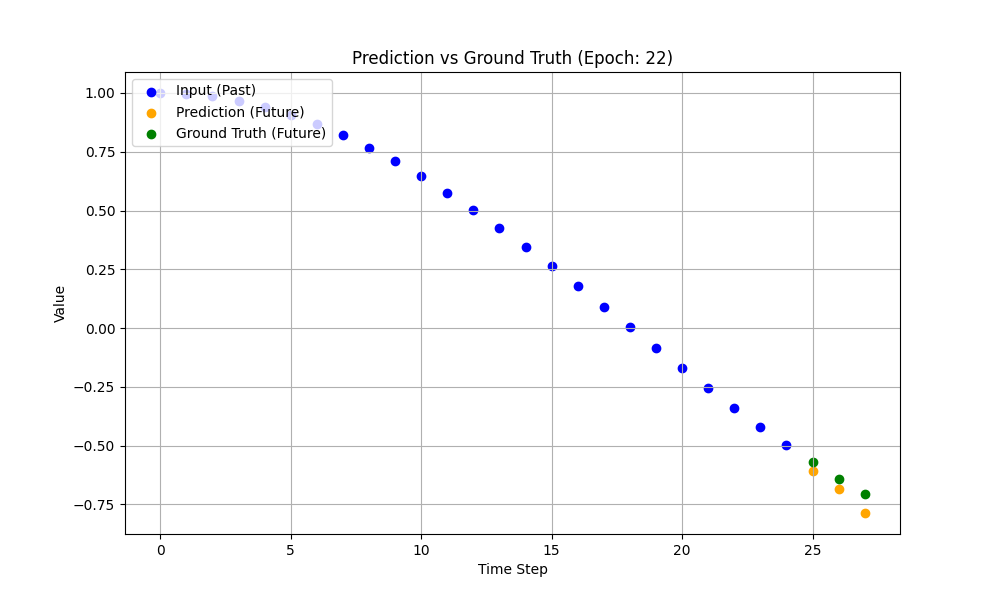 Prediction vs Ground Truth (Epoch: 22)
Input (Past)
Prediction (Future)
Ground Truth (Future)
1.00
0.75
0.50
0.25
0.00
−0.25
−0.50
−0.75
Value
0 5 10 15 20 25
Time Step